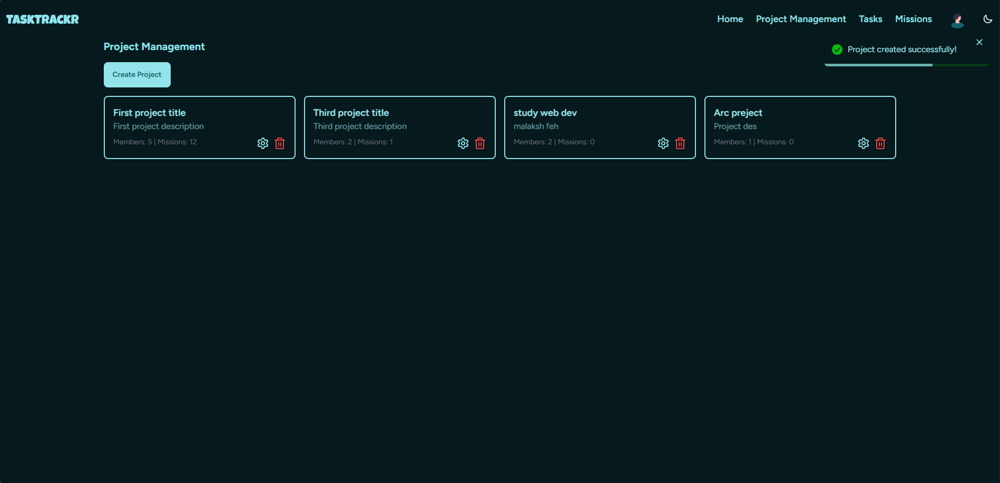 TASKTRACKR
Home Project Management Tasks Missions
Project Management
Project created successfully!
Create Project
First project title
First project description
Members: 5 | Missions: 12
Third project title
Third project description
Members: 2 | Missions: 1
study web dev
malaksh feh
Members: 2 | Missions: 0
Arc preject
Project des
Members: 1 | Missions: 0